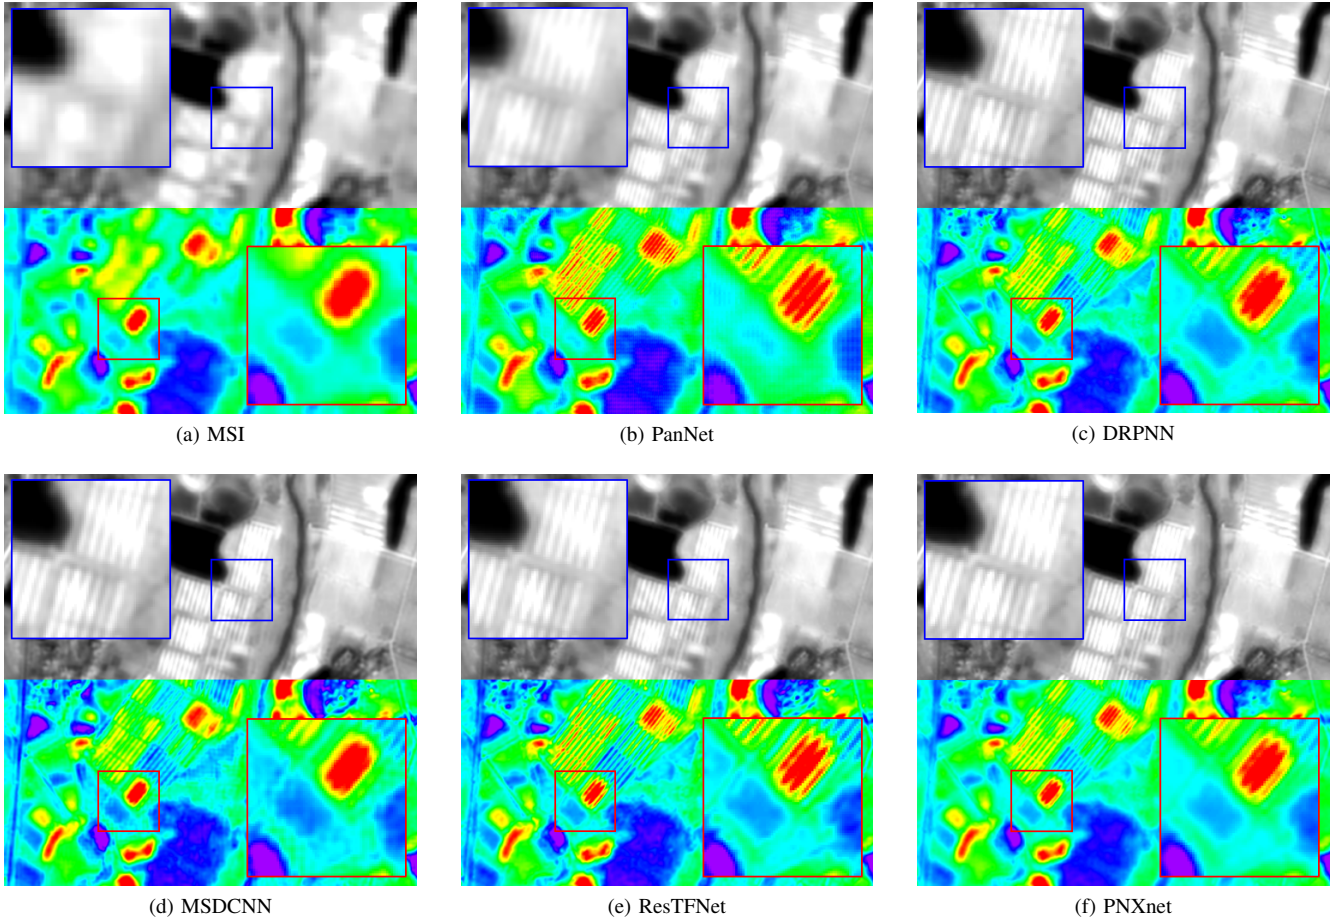 (a) MSI
(b) PanNet
(c) DRPNN
(d) MSDCNN
(e) ResTFNet
(f) PNXnet